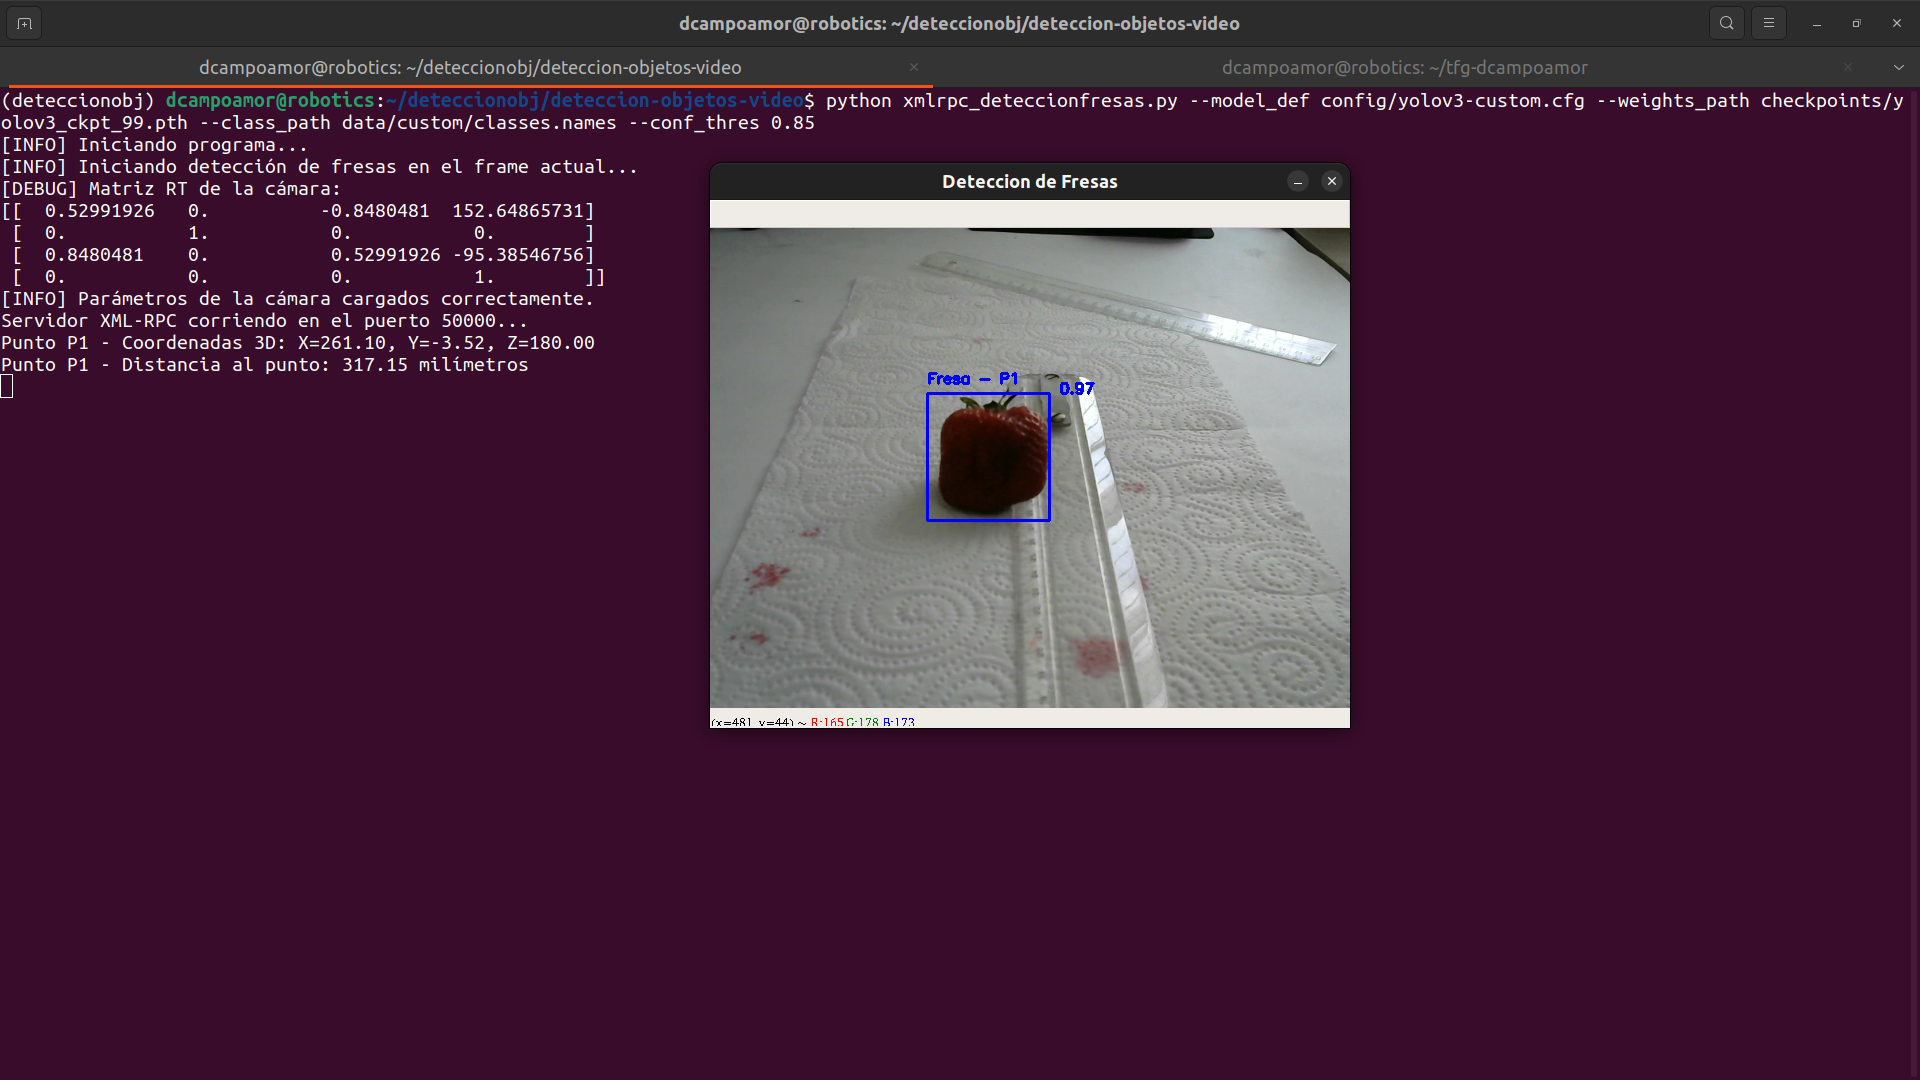 dcampoamor@robotics: ~/deteccionobj/deteccion-objetos-video
dcampoamor@robotics: ~/deteccionobj/deteccion-objetos-video
dcampoamor@robotics: ~/tfg-dcampoamor
(deteccionobj) dcampoamor@robotics:~/deteccionobj/deteccion-objetos-video$ python xmlrpc_deteccionfresas.py --model_def config/yolov3-custom.cfg --weights_path checkpoints/y
olov3_ckpt_99.pth --class_path data/custom/classes.names --conf_thres 0.85
[INFO] Iniciando programa...
[INFO] Iniciando detección de fresas en el frame actual...
[DEBUG] Matriz RT de la cámara:
[[  0.52991926   0.          -0.8480481  152.64865731]
 [  0.           1.           0.           0.        ]
 [  0.8480481    0.           0.52991926 -95.38546756]
 [  0.           0.           0.           1.        ]]
[INFO] Parámetros de la cámara cargados correctamente.
Servidor XML-RPC corriendo en el puerto 50000...
Punto P1 - Coordenadas 3D: X=261.10, Y=-3.52, Z=180.00
Punto P1 - Distancia al punto: 317.15 milímetros
Deteccion de Fresas
Fresa - P1
0.97
(x=481, y=44) ~ R:165 G:178 B:173